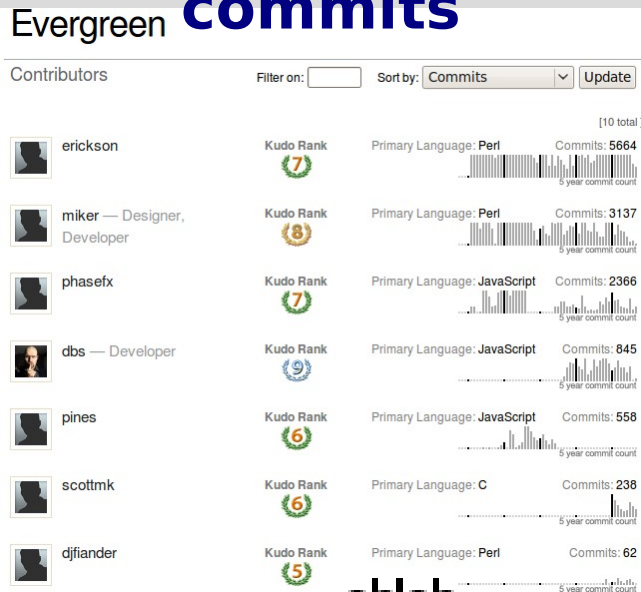 commits
Evergreen
Contributors Filter on: Sort by: Commits Update
[10 total
erickson Kudo Rank Primary Language: Perl Commits: 5664
7
5 year commit count
miker — Designer, Kudo Rank Primary Language: Perl Commits: 3137
Developer 8
5 year commit count
phasefx Kudo Rank Primary Language: JavaScript Commits: 2366
7
5 year commit count
dbs — Developer Kudo Rank Primary Language: JavaScript Commits: 845
9
5 year commit count
pines Kudo Rank Primary Language: JavaScript Commits: 558
6
5 year commit count
scottmk Kudo Rank Primary Language: C Commits: 238
6
5 year commit count
djfiander Kudo Rank Primary Language: Perl Commits: 62
5
5 year commit count